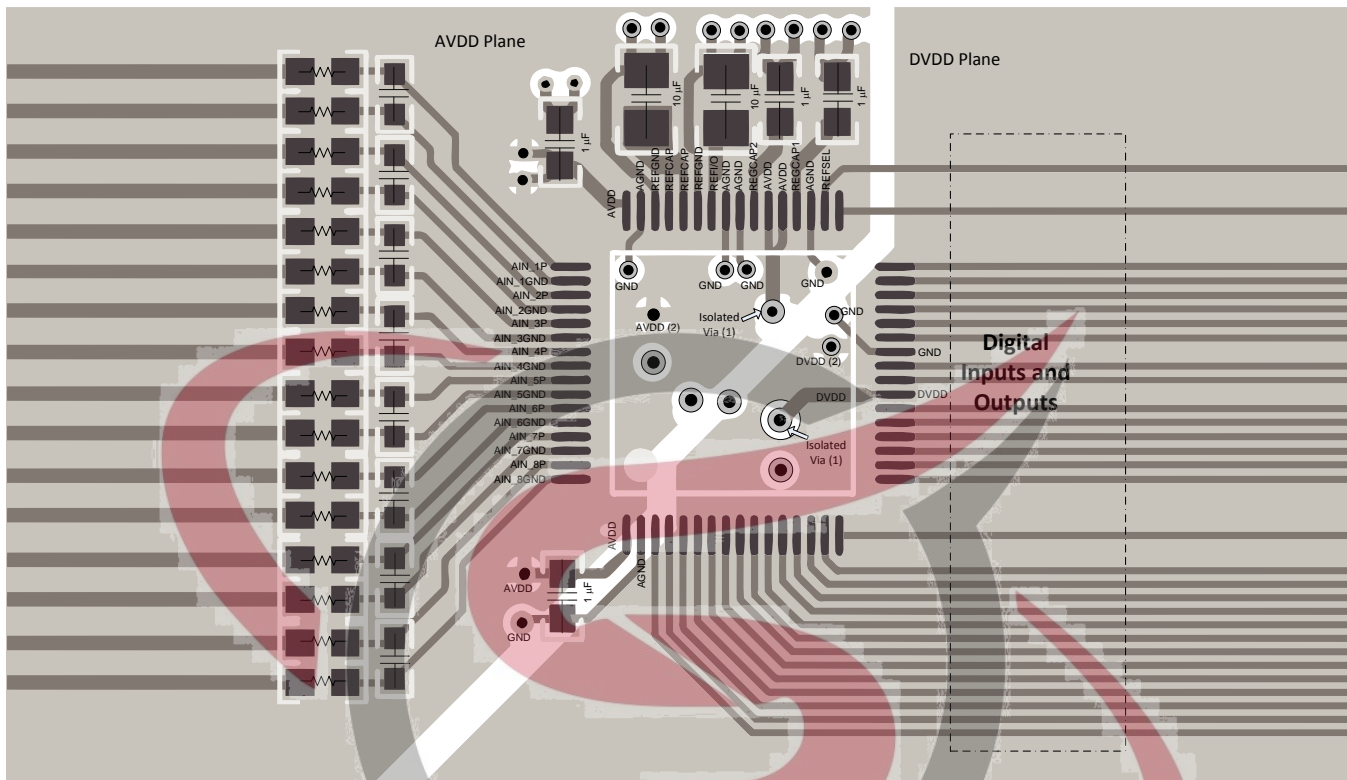 AVDD Plane
DVDD Plane
10 µF
10 µF
1 µF
1 µF
1 µF
AVDD
AGND
REFGND
REFCAP
REFCAP
REFGND
REFI/O
AGND
AGND
REGCAP2
AVDD
AVDD
REGCAP1
AGND
REFSEL
AIN_1P
AIN_1GND
AIN_2P
AIN_2GND
AIN_3P
AIN_3GND
AIN_4P
AIN_4GND
AIN_5P
AIN_5GND
AIN_6P
AIN_6GND
AIN_7P
AIN_7GND
AIN_8P
AIN_8GND
GND
GND
GND
GND
GND
AVDD (2)
Isolated
Via (1)
DVDD (2)
DVDD
Isolated
Via (1)
GND
DVDD
Digital
Inputs and
Outputs
AVDD
AGND
AVDD
GND
1 µF